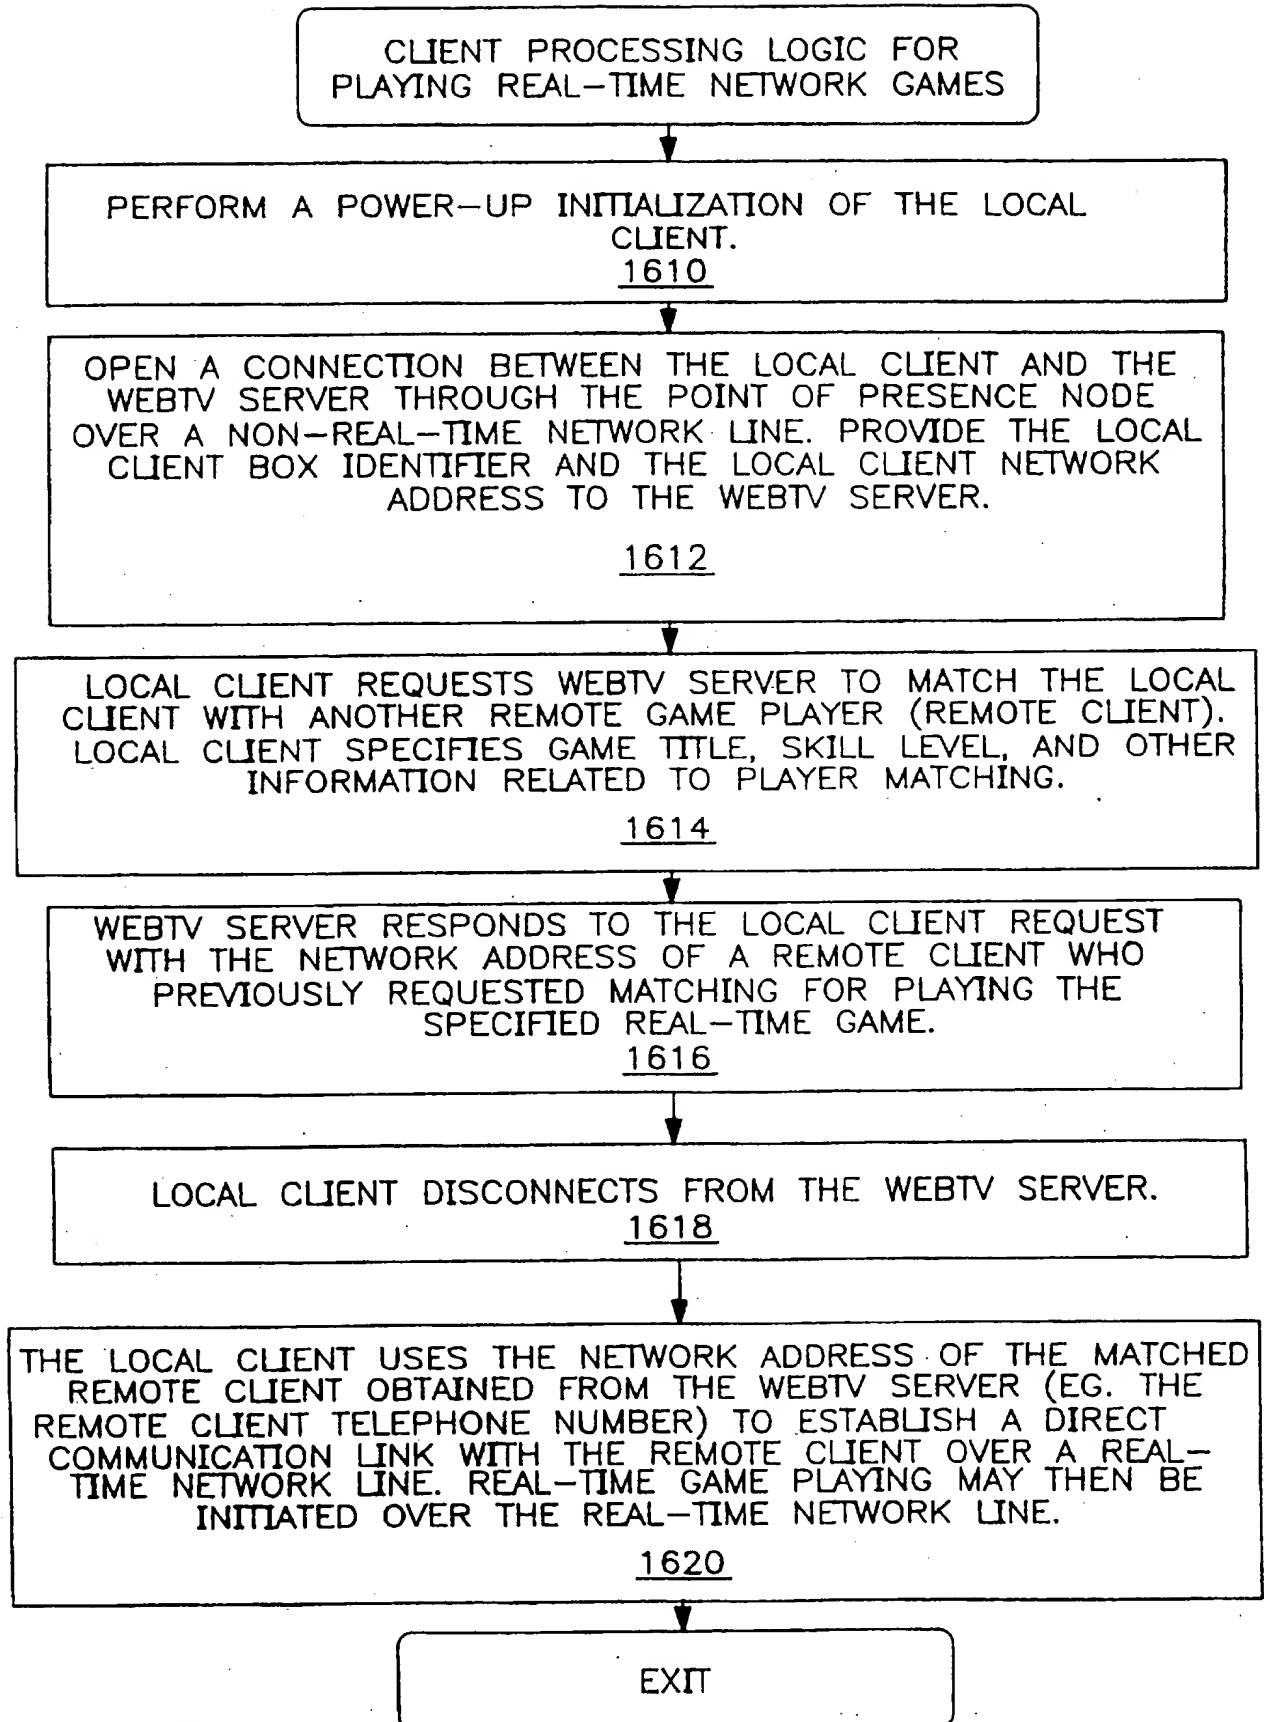 CLIENT PROCESSING LOGIC FOR
PLAYING REAL-TIME NETWORK GAMES
PERFORM A POWER-UP INITIALIZATION OF THE LOCAL
CLIENT.
1610
OPEN A CONNECTION BETWEEN THE LOCAL CLIENT AND THE
WEBTV SERVER THROUGH THE POINT OF PRESENCE NODE
OVER A NON-REAL-TIME NETWORK LINE. PROVIDE THE LOCAL
CLIENT BOX IDENTIFIER AND THE LOCAL CLIENT NETWORK
ADDRESS TO THE WEBTV SERVER.
1612
LOCAL CLIENT REQUESTS WEBTV SERVER TO MATCH THE LOCAL
CLIENT WITH ANOTHER REMOTE GAME PLAYER (REMOTE CLIENT).
LOCAL CLIENT SPECIFIES GAME TITLE, SKILL LEVEL, AND OTHER
INFORMATION RELATED TO PLAYER MATCHING.
1614
WEBTV SERVER RESPONDS TO THE LOCAL CLIENT REQUEST
WITH THE NETWORK ADDRESS OF A REMOTE CLIENT WHO
PREVIOUSLY REQUESTED MATCHING FOR PLAYING THE
SPECIFIED REAL-TIME GAME.
1616
LOCAL CLIENT DISCONNECTS FROM THE WEBTV SERVER.
1618
THE LOCAL CLIENT USES THE NETWORK ADDRESS OF THE MATCHED
REMOTE CLIENT OBTAINED FROM THE WEBTV SERVER (EG. THE
REMOTE CLIENT TELEPHONE NUMBER) TO ESTABLISH A DIRECT
COMMUNICATION LINK WITH THE REMOTE CLIENT OVER A REAL-
TIME NETWORK LINE. REAL-TIME GAME PLAYING MAY THEN BE
INITIATED OVER THE REAL-TIME NETWORK LINE.
1620
EXIT